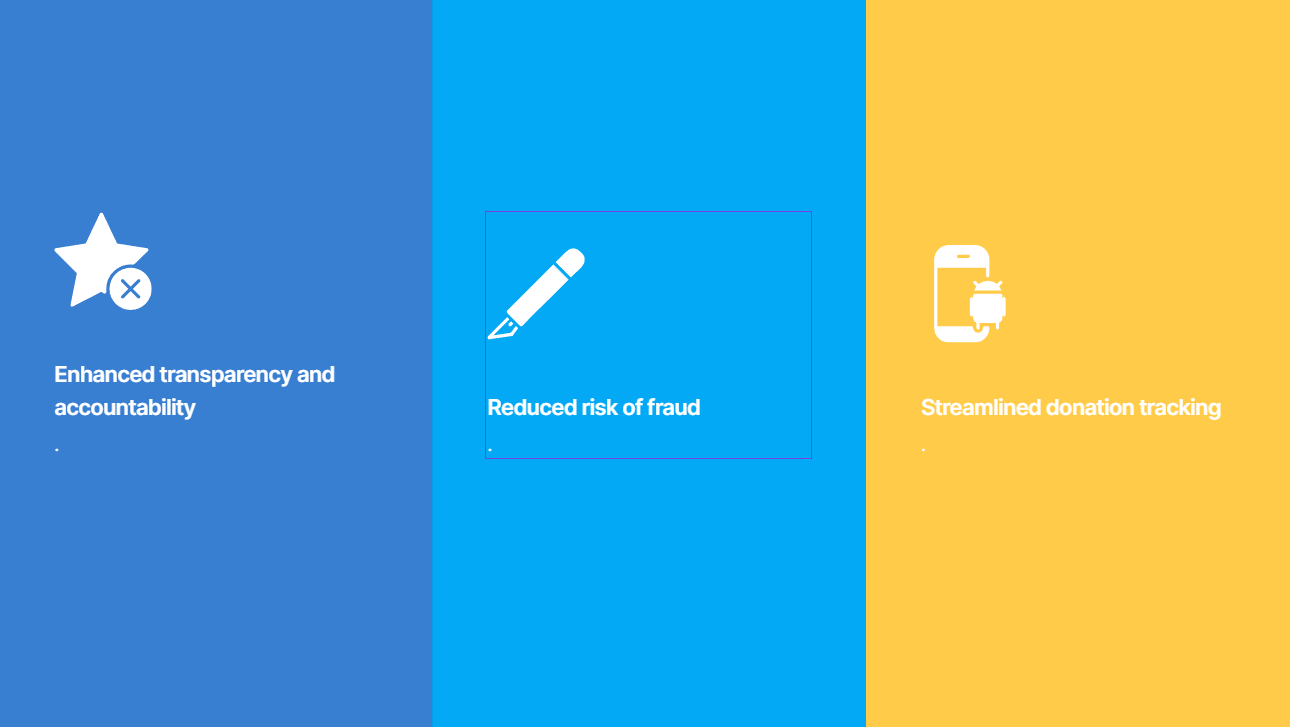 Enhanced transparency and
accountability
.
Reduced risk of fraud
.
Streamlined donation tracking
.